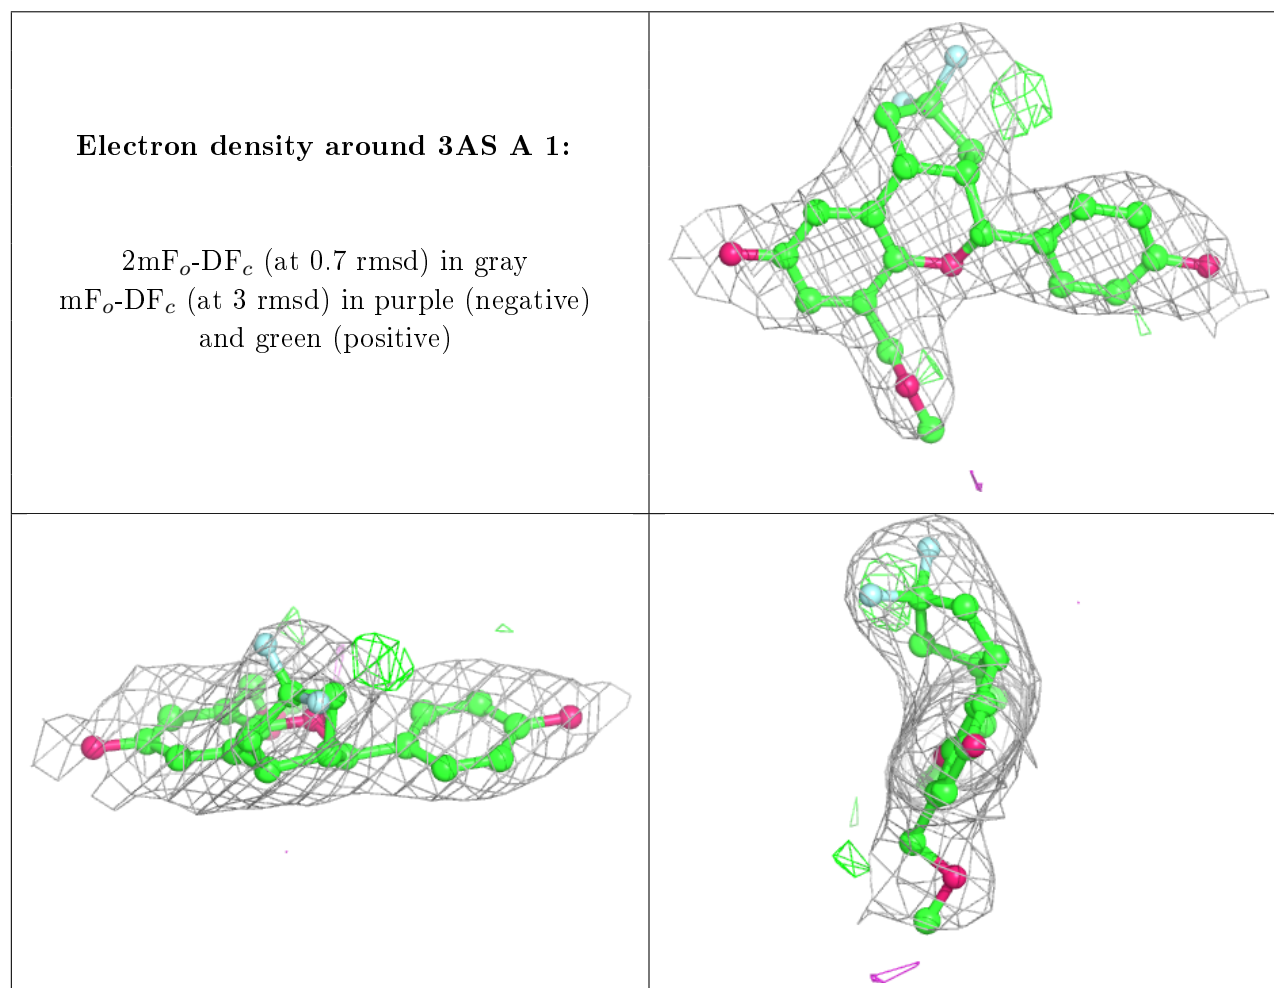 Electron density around 3AS A 1:
2mFo-DFc (at 0.7 rmsd) in gray
mFo-DFc (at 3 rmsd) in purple (negative)
and green (positive)